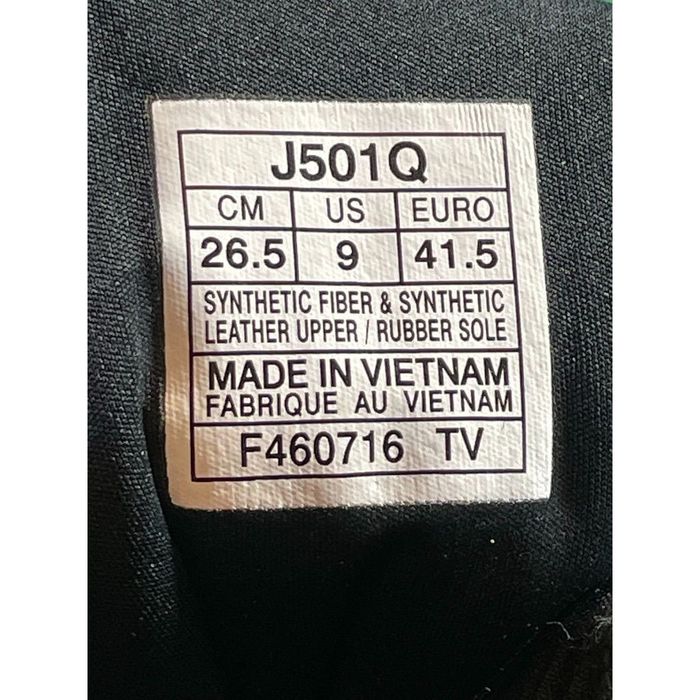 J501Q
CM US EURO
26.5 9 41.5
SYNTHETIC FIBER & SYNTHETIC
LEATHER UPPER / RUBBER SOLE
MADE IN VIETNAM
FABRIQUE AU VIETNAM
F460716 TV